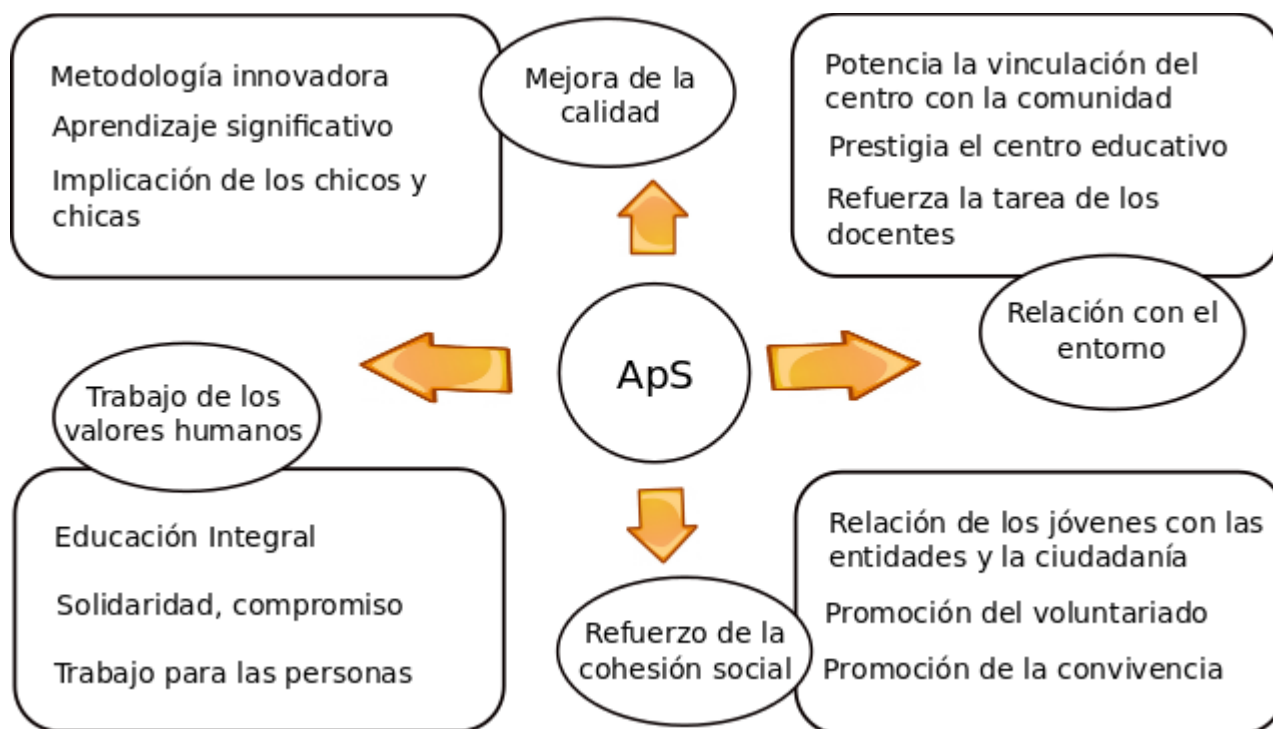 Metodología innovadora
Aprendizaje significativo
Implicación de los chicos y
chicas
Mejora de la
calidad
Potencia la vinculación del
centro con la comunidad
Prestigia el centro educativo
Refuerza la tarea de los
docentes
Relación con el
entorno
ApS
Trabajo de los
valores humanos
Educación Integral
Solidaridad, compromiso
Trabajo para las personas
Refuerzo de la
cohesión social
Relación de los jóvenes con las
entidades y la ciudadanía
Promoción del voluntariado
Promoción de la convivencia